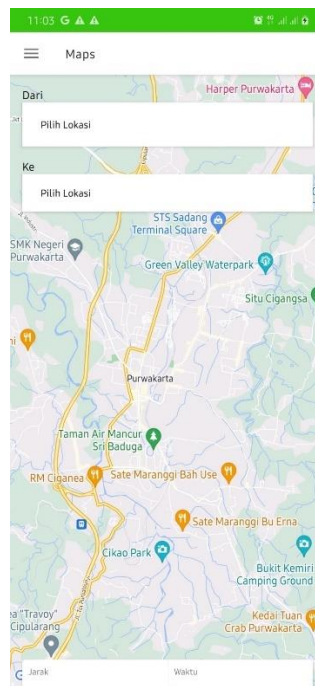 11:03 G
Maps
Harper Purwakarta
Dari
Pilih Lokasi
Ke
Pilih Lokasi
STS Sadang
Terminal Square
SMK Negeri
Purwakarta
Green Valley Waterpark
Situ Cigangsa
Purwakarta
Taman Air Mancur
Sri Baduga
RM Ciganea
Sate Maranggi Bah Use
Sate Maranggi Bu Erna
Cikao Park
Bukit Kemiri
Camping Ground
"Travoy"
Cipularang
Kedai Tuan
Crab Purwakarta
Jarak
Waktu